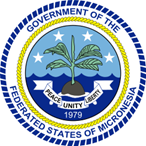 GOVERNMENT OF THE
PEACE UNITY LIBERTY
1979
FEDERATED STATES OF MICRONESIA